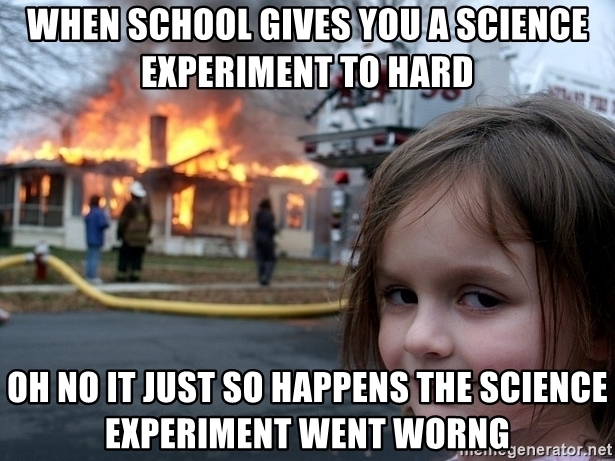 WHEN SCHOOL GIVES YOU A SCIENCE
EXPERIMENT TO HARD
OH NO IT JUST SO HAPPENS THE SCIENCE
EXPERIMENT WENT WORNG
memegenerator.net